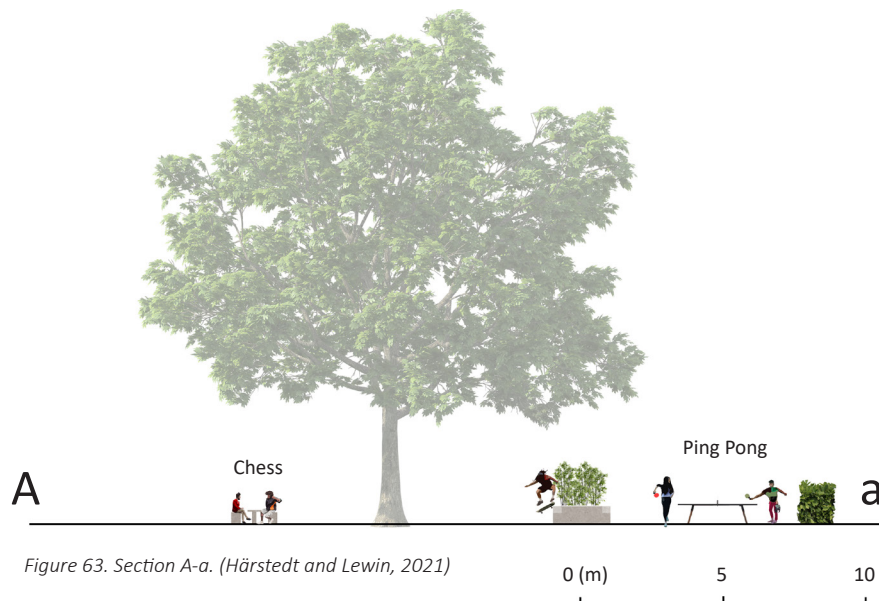 Ping Pong
Chess
A
a
Figure 63. Section A-a. (Härstedt and Lewin, 2021)
0 (m) 5 10